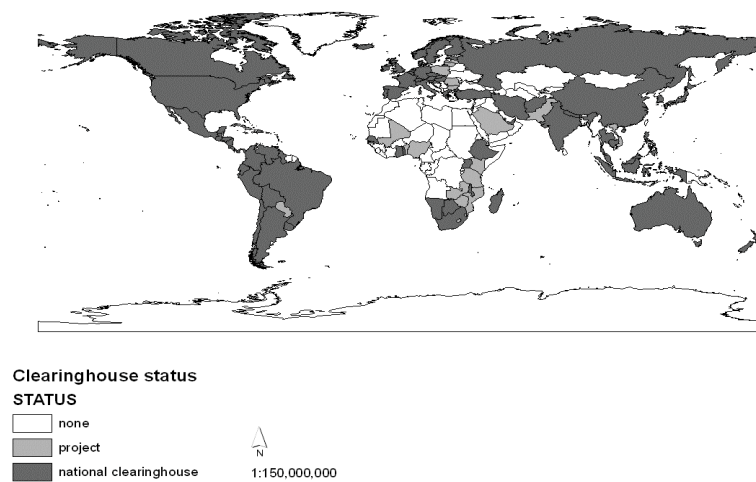 Clearinghouse status
STATUS
none
project
national clearinghouse
N
1:150,000,000